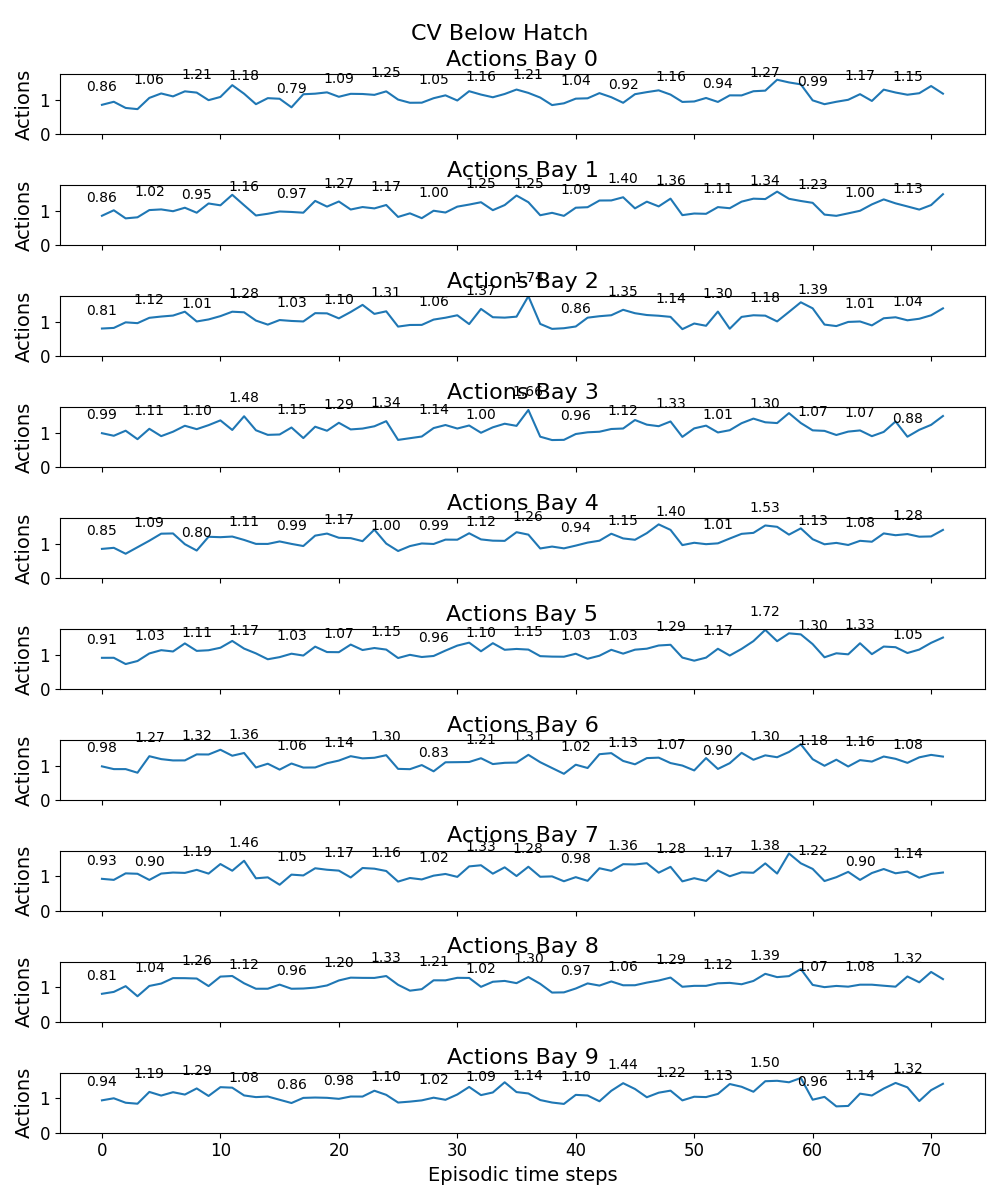 CV Below Hatch
Actions Bay 0
0.86 1.06 1.21 1.18 0.79 1.09 1.25 1.05 1.16 1.21 1.04 0.92 1.16 0.94 1.27 0.99 1.17 1.15
Actions
1
0
Actions Bay 1
0.86 1.02 0.95 1.16 0.97 1.27 1.17 1.00 1.25 1.25 1.09 1.40 1.36 1.11 1.34 1.23 1.00 1.13
Actions
1
0
Actions Bay 2
0.81 1.12 1.01 1.28 1.03 1.10 1.31 1.06 1.37 1.74 0.86 1.35 1.14 1.30 1.18 1.39 1.01 1.04
Actions
1
0
Actions Bay 3
0.99 1.11 1.10 1.48 1.15 1.29 1.34 1.14 1.00 1.66 0.96 1.12 1.33 1.01 1.30 1.07 1.07 0.88
Actions
1
0
Actions Bay 4
0.85 1.09 0.80 1.11 0.99 1.17 1.00 0.99 1.12 1.26 0.94 1.15 1.40 1.01 1.53 1.13 1.08 1.28
Actions
1
0
Actions Bay 5
0.91 1.03 1.11 1.17 1.03 1.07 1.15 0.96 1.10 1.15 1.03 1.03 1.29 1.17 1.72 1.30 1.33 1.05
Actions
1
0
Actions Bay 6
0.98 1.27 1.32 1.36 1.06 1.14 1.30 0.83 1.21 1.31 1.02 1.13 1.07 0.90 1.30 1.18 1.16 1.08
Actions
1
0
Actions Bay 7
0.93 0.90 1.19 1.46 1.05 1.17 1.16 1.02 1.33 1.28 0.98 1.36 1.28 1.17 1.38 1.22 0.90 1.14
Actions
1
0
Actions Bay 8
0.81 1.04 1.26 1.12 0.96 1.20 1.33 1.21 1.02 1.30 0.97 1.06 1.29 1.12 1.39 1.07 1.08 1.32
Actions
1
0
Actions Bay 9
0.94 1.19 1.29 1.08 0.86 0.98 1.10 1.02 1.09 1.14 1.10 1.44 1.22 1.13 1.50 0.96 1.14 1.32
Actions
1
0
0 10 20 30 40 50 60 70
Episodic time steps